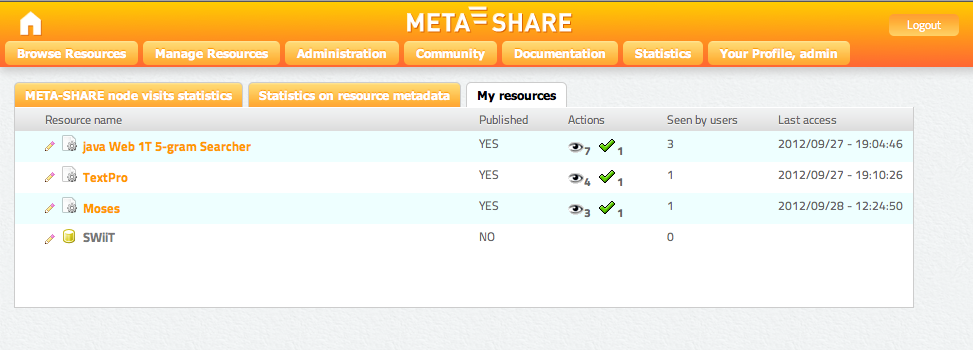 META SHARE
Logout
Browse Resources Manage Resources Administration Community Documentation Statistics Your Profile, admin
META-SHARE node visits statistics Statistics on resource metadata My resources
Resource name Published Actions Seen by users Last access
java Web 1T 5-gram Searcher YES 7 1 3 2012/09/27 - 19:04:46
TextPro YES 4 1 1 2012/09/27 - 19:10:26
Moses YES 3 1 1 2012/09/28 - 12:24:50
SWiiT NO 0